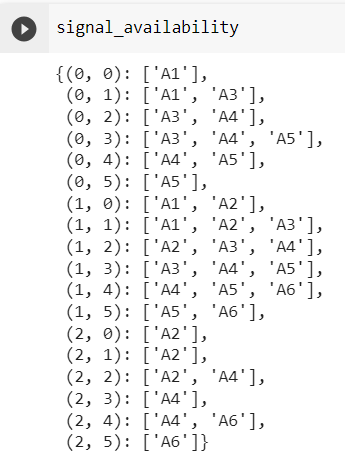 signal_availability
{(0, 0): ['A1'],
 (0, 1): ['A1', 'A3'],
 (0, 2): ['A3', 'A4'],
 (0, 3): ['A3', 'A4', 'A5'],
 (0, 4): ['A4', 'A5'],
 (0, 5): ['A5'],
 (1, 0): ['A1', 'A2'],
 (1, 1): ['A1', 'A2', 'A3'],
 (1, 2): ['A2', 'A3', 'A4'],
 (1, 3): ['A3', 'A4', 'A5'],
 (1, 4): ['A4', 'A5', 'A6'],
 (1, 5): ['A5', 'A6'],
 (2, 0): ['A2'],
 (2, 1): ['A2'],
 (2, 2): ['A2', 'A4'],
 (2, 3): ['A4'],
 (2, 4): ['A4', 'A6'],
 (2, 5): ['A6']}